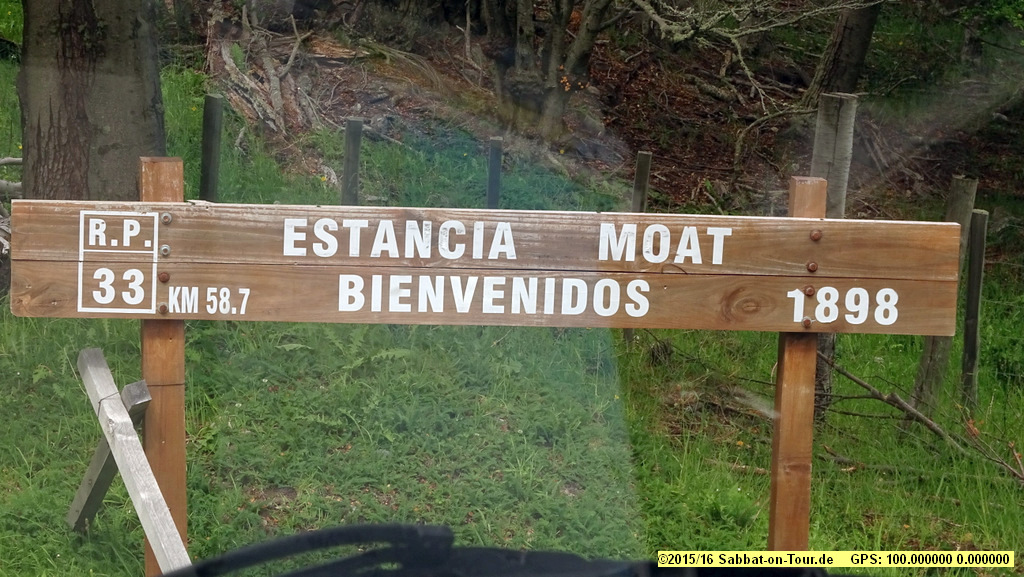 R.P. ESTANCIA MOAT
33 KM 58.7 BIENVENIDOS 1898
©2015/16 Sabbat-on-Tour.de GPS: 100.000000 0.000000